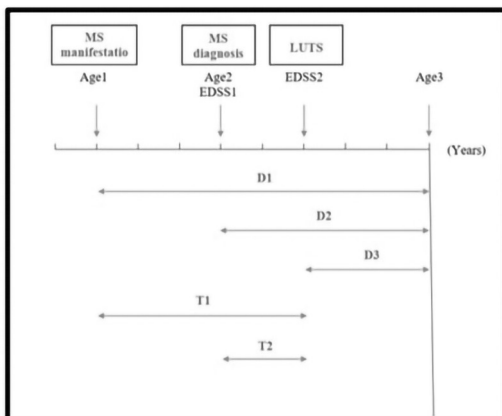 MS
manifestatio
MS
diagnosis
LUTS
Age1
Age2
EDSS1
EDSS2
Age3
(Years)
D1
D2
D3
T1
T2